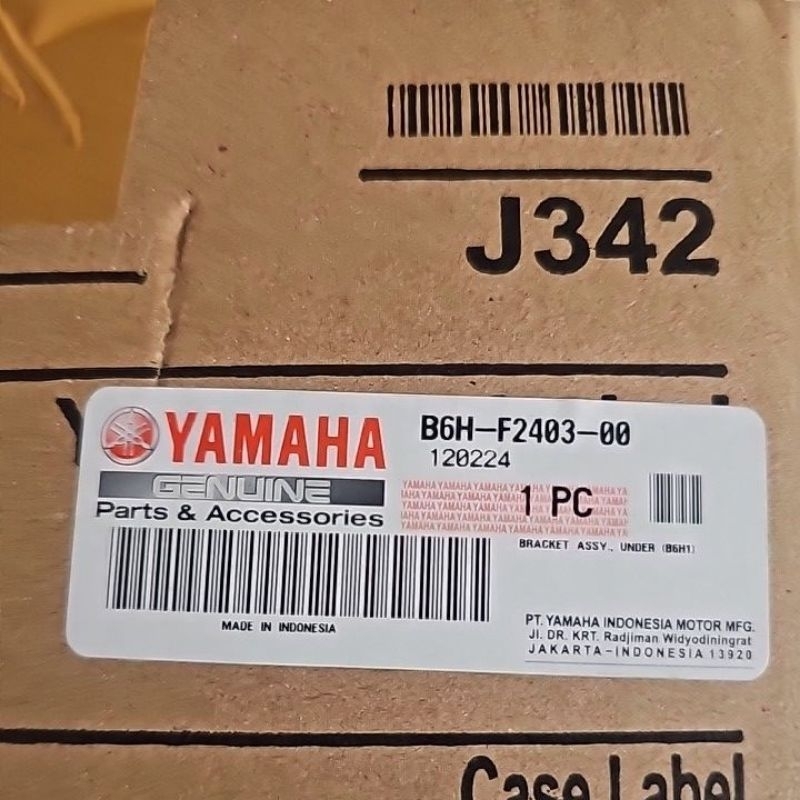 J342
YAMAHA
GENUINE
Parts & Accessories
B6H-F2403-00
120224
YAMAHA YAMAHA YAMAHA YAMAHA YA
1 PC
BRACKET ASSY., UNDER (B6H1)
MADE IN INDONESIA
PT. YAMAHA INDONESIA MOTOR MFG.
Jl. DR. KRT. Radjiman Widyodiningrat
JAKARTA-INDONESIA 13920
Case Label